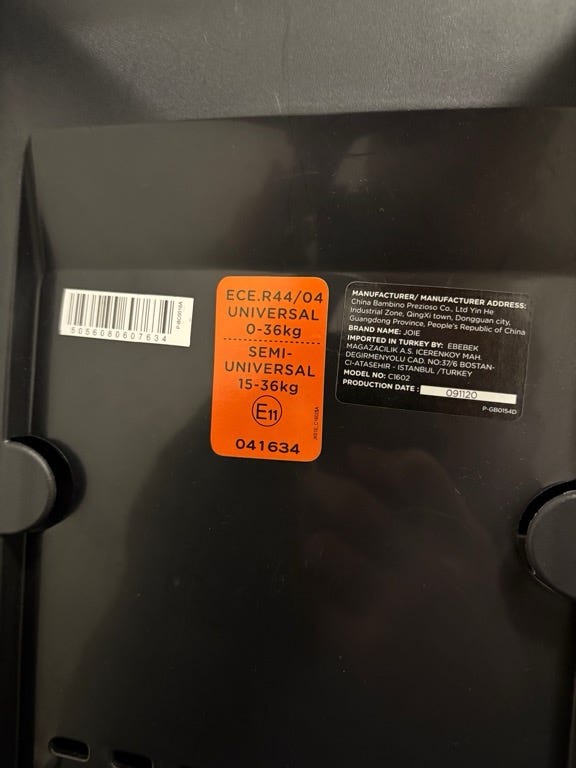 5056080607634
P-IB0016A
ECE.R44/04
UNIVERSAL
0-36kg
SEMI-
UNIVERSAL
15-36kg
E11
041634
MANUFACTURER/ MANUFACTURER ADDRESS:
China Bambino Prezioso Co., Ltd Yin He
Industrial Zone, QingXi town, Dongguan city,
Guangdong Province, People's Republic of China
BRAND NAME: JOIE
IMPORTED IN TURKEY BY: EBEBEK
MAGAZACILIK A.S. ICERENKOY MAH.
DEGIRMENYOLU CAD. NO:37/6 BOSTAN-
CI-ATASEHIR - ISTANBUL /TURKEY
MODEL NO: C1602
PRODUCTION DATE : 091120
P-GB0154D